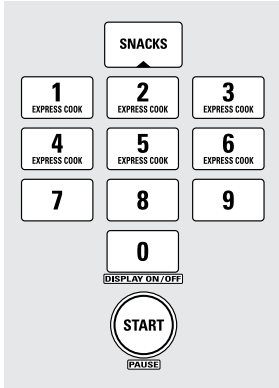 SNACKS
1 2 3
EXPRESS COOK EXPRESS COOK EXPRESS COOK
4 5 6
EXPRESS COOK EXPRESS COOK EXPRESS COOK
7 8 9
0
DISPLAY ON/OFF
START
PAUSE